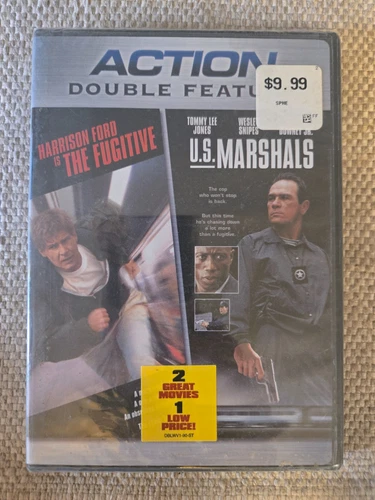 ACTION
DOUBLE FEATU
$9.99
HARRISON FORD
IS THE FUGITIVE
TOMMY LEE
JONES
WESLE
SNIPES
DOWNEY JR.
U.S. MARSHALS
The cop
who won't stop
is back.
But this time
he's chasing down
a lot more
than a fugitive.
2
GREAT
MOVIES
1
LOW
PRICE!